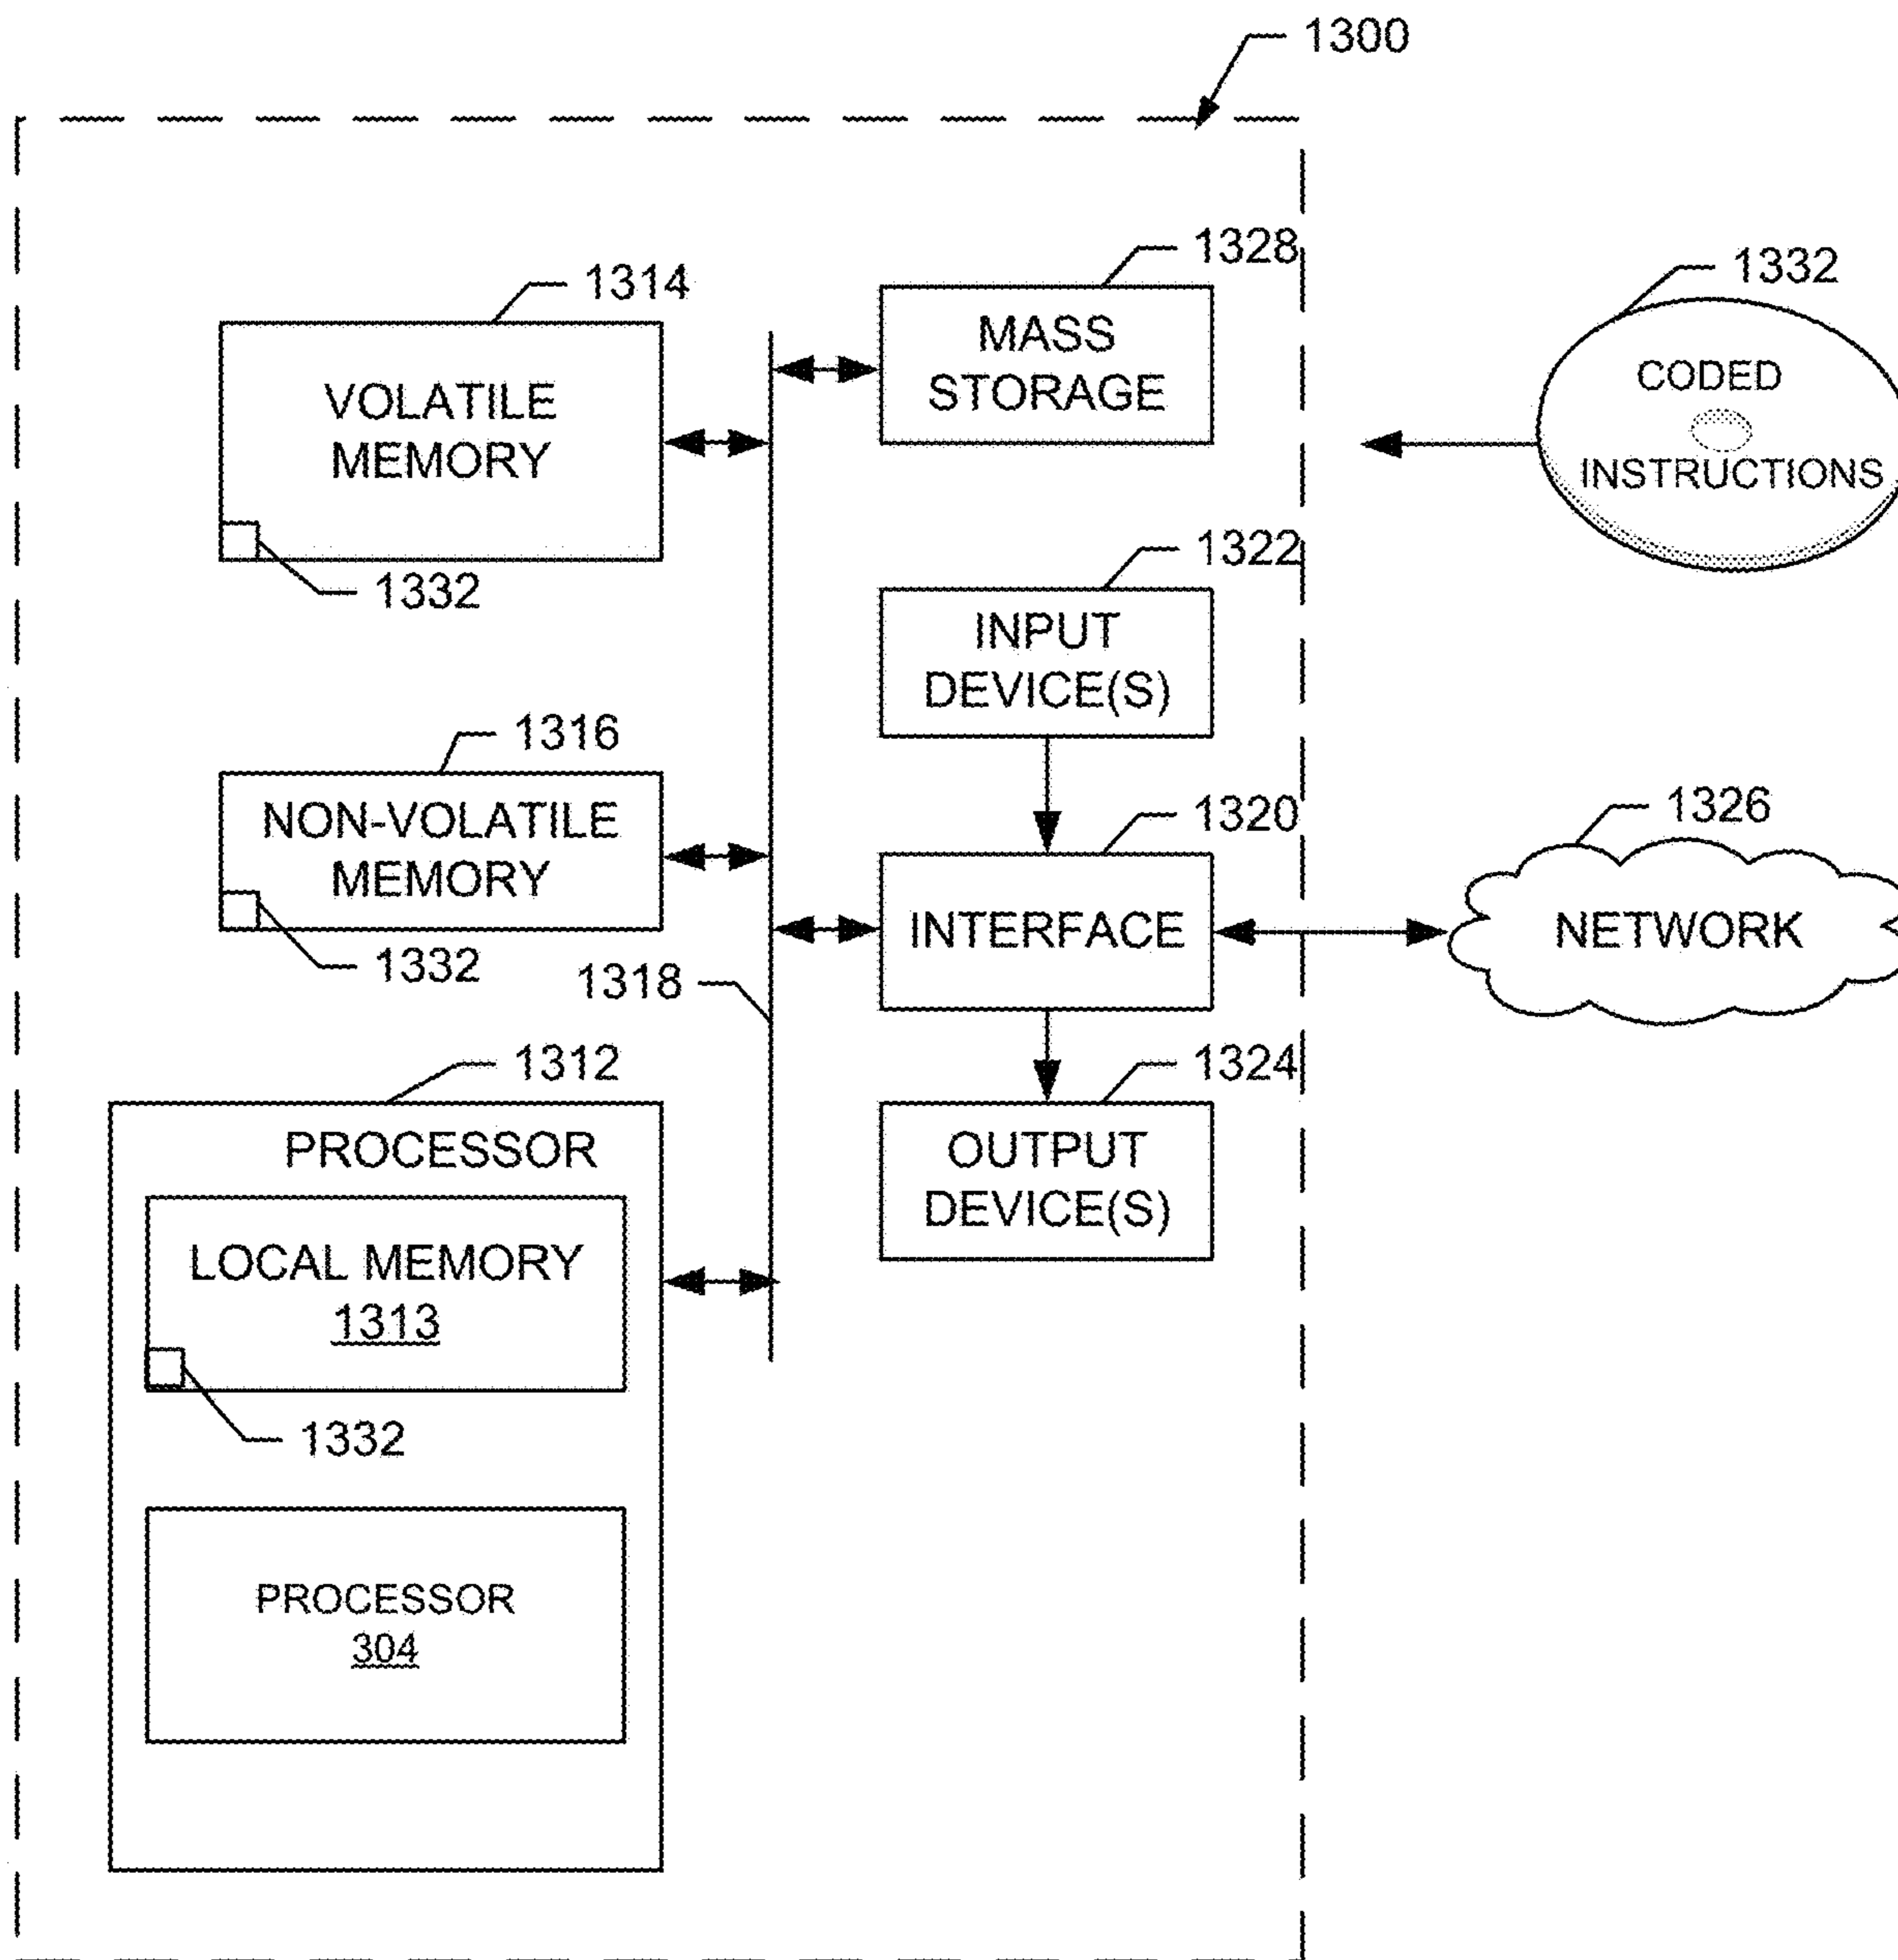 1300
1328
1314
1332
MASS
STORAGE
VOLATILE
MEMORY
CODED
INSTRUCTIONS
1332
1322
INPUT
DEVICE(S)
1316
1320
1326
NON-VOLATILE
MEMORY
INTERFACE
NETWORK
1332
1318
1312
1324
PROCESSOR
OUTPUT
DEVICE(S)
LOCAL MEMORY
1313
1332
PROCESSOR
304